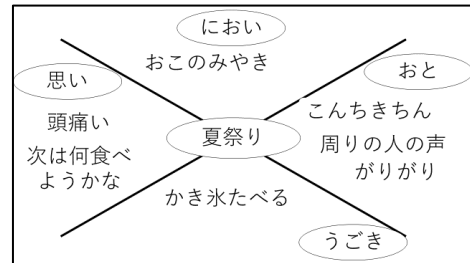 におい
おこのみやき
思い
頭痛い
次は何食べ
ようかな
夏祭り
おと
こんちきちん
周りの人の声
がりがり
かき氷たべる
うごき